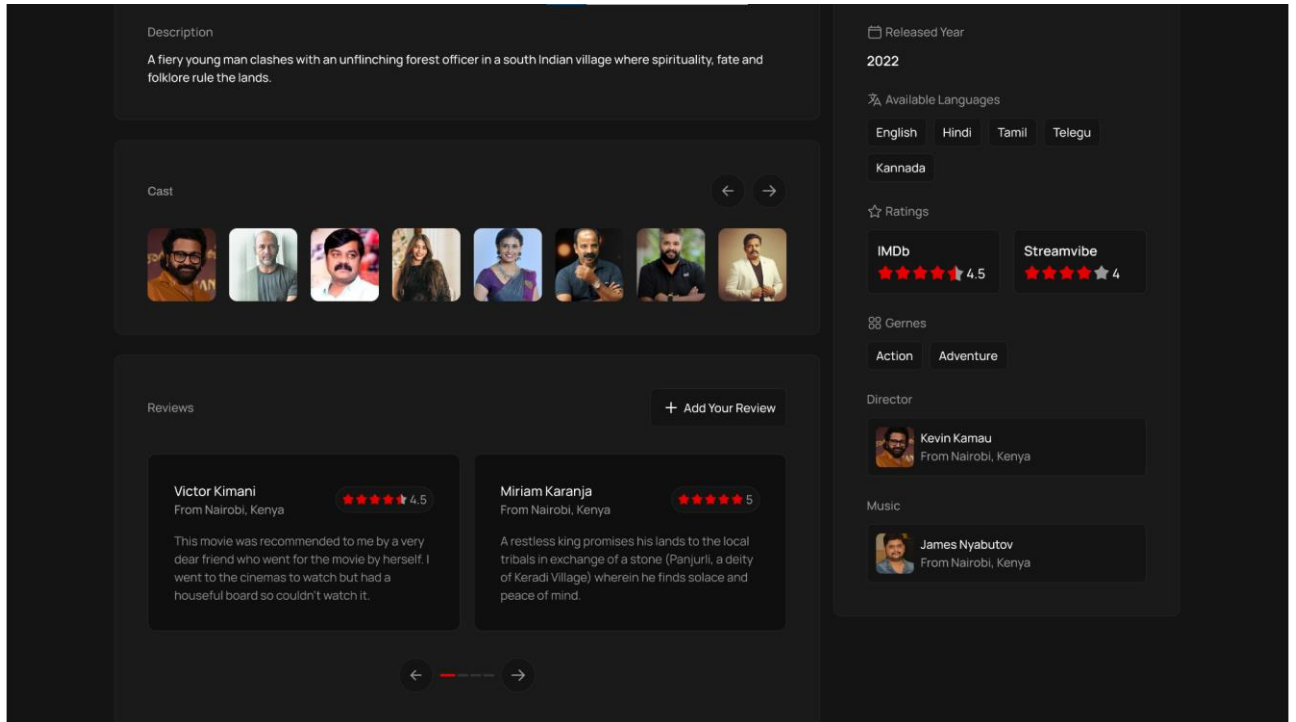 Description
A fiery young man clashes with an unflinching forest officer in a south Indian village where spirituality, fate and
folklore rule the lands.
Cast
Reviews
+ Add Your Review
Victor Kimani
From Nairobi, Kenya
4.5
This movie was recommended to me by a very
dear friend who went for the movie by herself. I
went to the cinemas to watch but had a
houseful board so couldn't watch it.
Miriam Karanja
From Nairobi, Kenya
5
A restless king promises his lands to the local
tribals in exchange of a stone (Panjurli, a deity
of Keradi Village) wherein he finds solace and
peace of mind.
Released Year
2022
Available Languages
English Hindi Tamil Telegu
Kannada
Ratings
IMDb
4.5
Streamvibe
4
Gernes
Action Adventure
Director
Kevin Kamau
From Nairobi, Kenya
Music
James Nyabutov
From Nairobi, Kenya